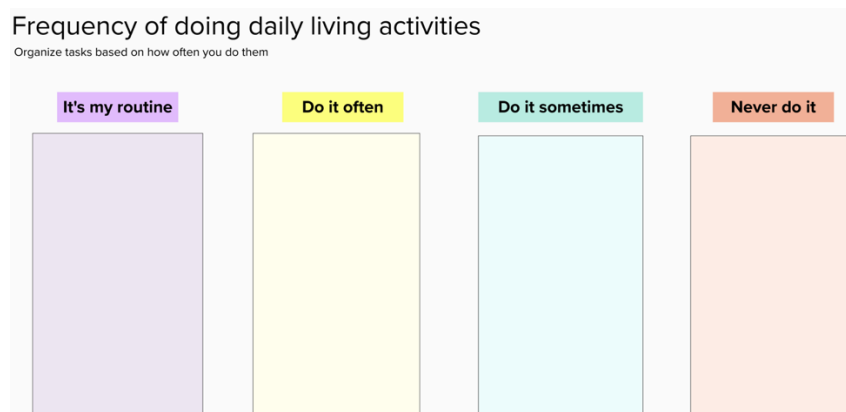 Frequency of doing daily living activities
Organize tasks based on how often you do them
It's my routine
Do it often
Do it sometimes
Never do it